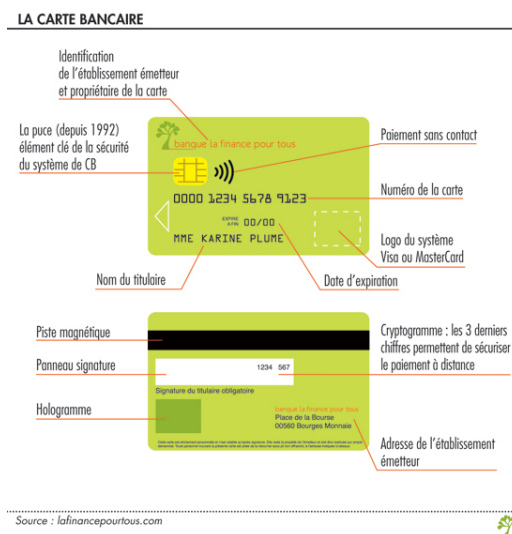 LA CARTE BANCAIRE
Identification
de l'établissement émetteur
et propriétaire de la carte
La puce (depuis 1992)
élément clé de la sécurité
du système de CB
banque la finance pour tous
Paiement sans contact
0000 1234 5678 9123
Numéro de la carte
EXPIRE
A FIN
00/00
MME KARINE PLUME
Logo du système
Visa ou MasterCard
Nom du titulaire
Date d'expiration
Piste magnétique
Cryptogramme : les 3 derniers
chiffres permettent de sécuriser
le paiement à distance
Panneau signature
1234 567
Signature du titulaire obligatoire
Hologramme
banque la finance pour tous
Place de la Bourse
00560 Bourges Monnaie
Adresse de l'établissement
émetteur
Source : lafinancepourtous.com